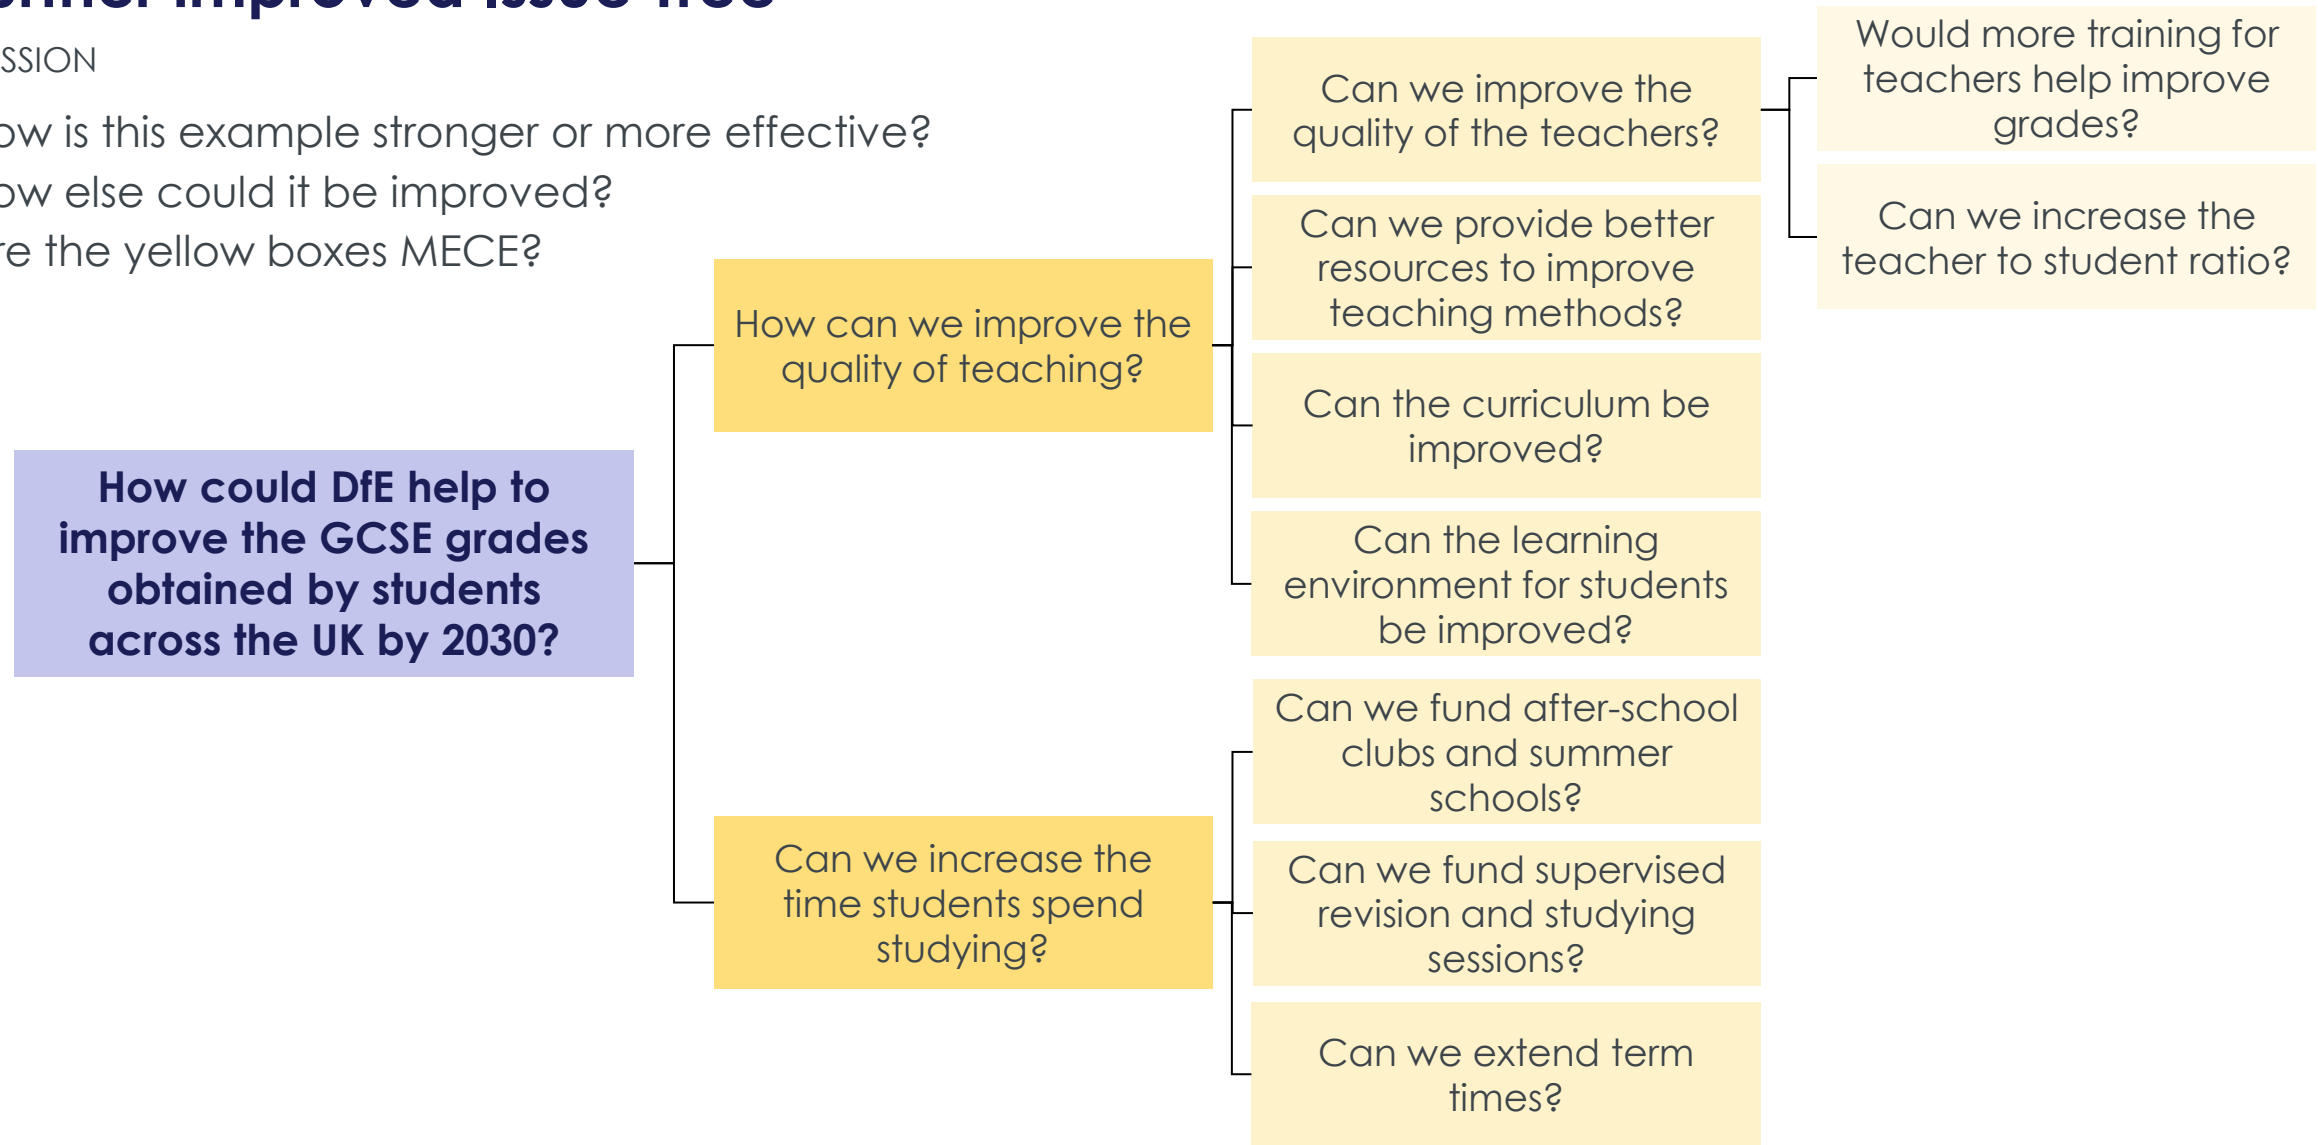 improved issue tree
SSION
ow is this example stronger or more effective?
ow else could it be improved?
re the yellow boxes MECE?
How could DfE help to
improve the GCSE grades
obtained by students
across the UK by 2030?
How can we improve the
quality of teaching?
Can we increase the
time students spend
studying?
Can we improve the
quality of the teachers?
Can we provide better
resources to improve
teaching methods?
Can the curriculum be
improved?
Can the learning
environment for students
be improved?
Can we fund after-school
clubs and summer
schools?
Can we fund supervised
revision and studying
sessions?
Can we extend term
times?
Would more training for
teachers help improve
grades?
Can we increase the
teacher to student ratio?